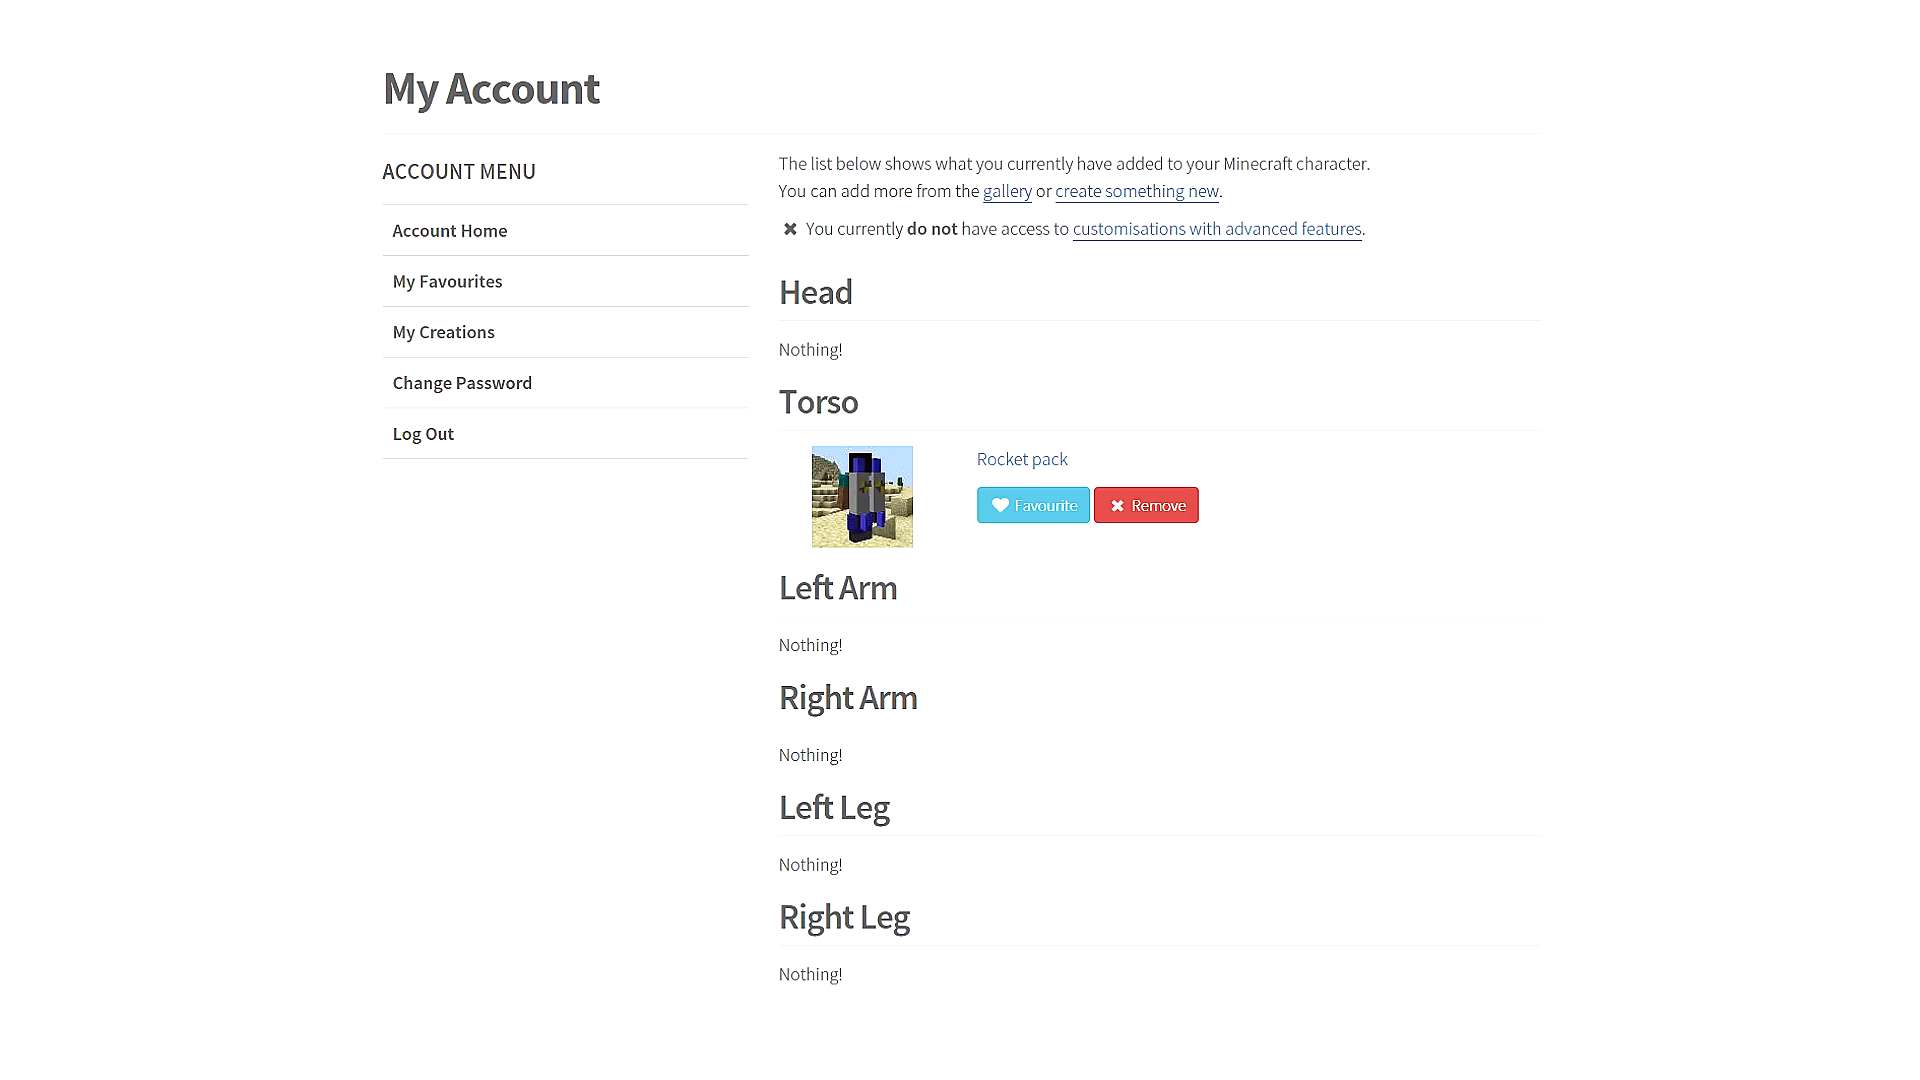 My Account
ACCOUNT MENU
Account Home
My Favourites
My Creations
Change Password
Log Out
The list below shows what you currently have added to your Minecraft character.
You can add more from the gallery or create something new.
✖ You currently do not have access to customisations with advanced features.
Head
Nothing!
Torso
Rocket pack
Favourite
Remove
Left Arm
Nothing!
Right Arm
Nothing!
Left Leg
Nothing!
Right Leg
Nothing!